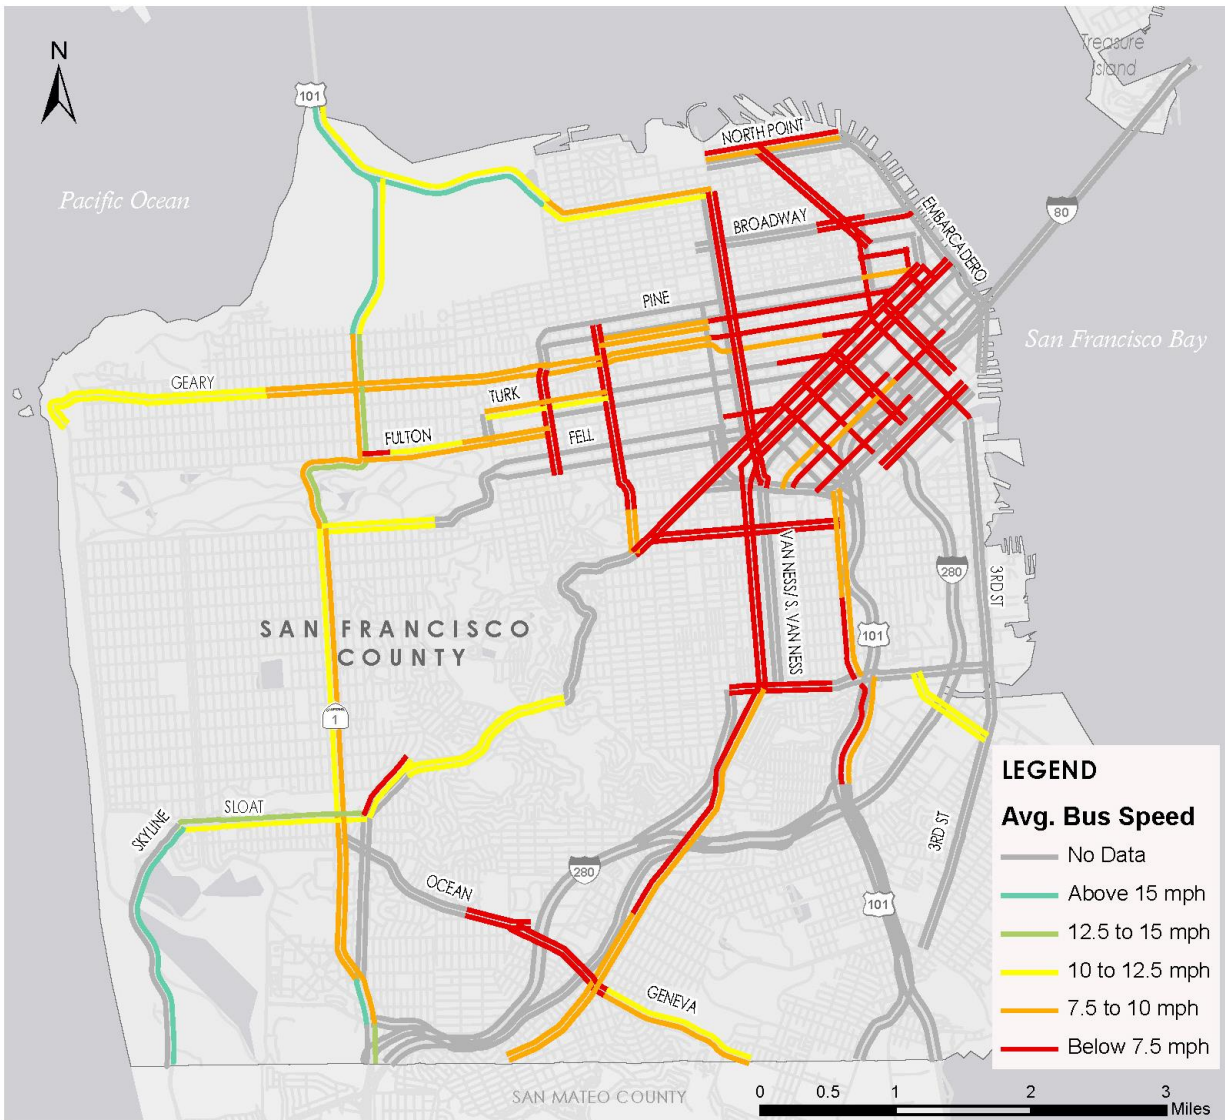 N
101
Treasure
Island
NORTH POINT
Pacific Ocean
EMBARCADERO
80
BROADWAY
PINE
San Francisco Bay
GEARY
TURK
FULTON
FELL
VAN NESS/ S. VAN NESS
280
3RD ST
101
SAN FRANCISCO
COUNTY
1
SLOAT
SKYLINE
3RD ST
280
OCEAN
101
GENEVA
LEGEND
Avg. Bus Speed
No Data
Above 15 mph
12.5 to 15 mph
10 to 12.5 mph
7.5 to 10 mph
Below 7.5 mph
SAN MATEO COUNTY
0 0.5 1 2 3
Miles